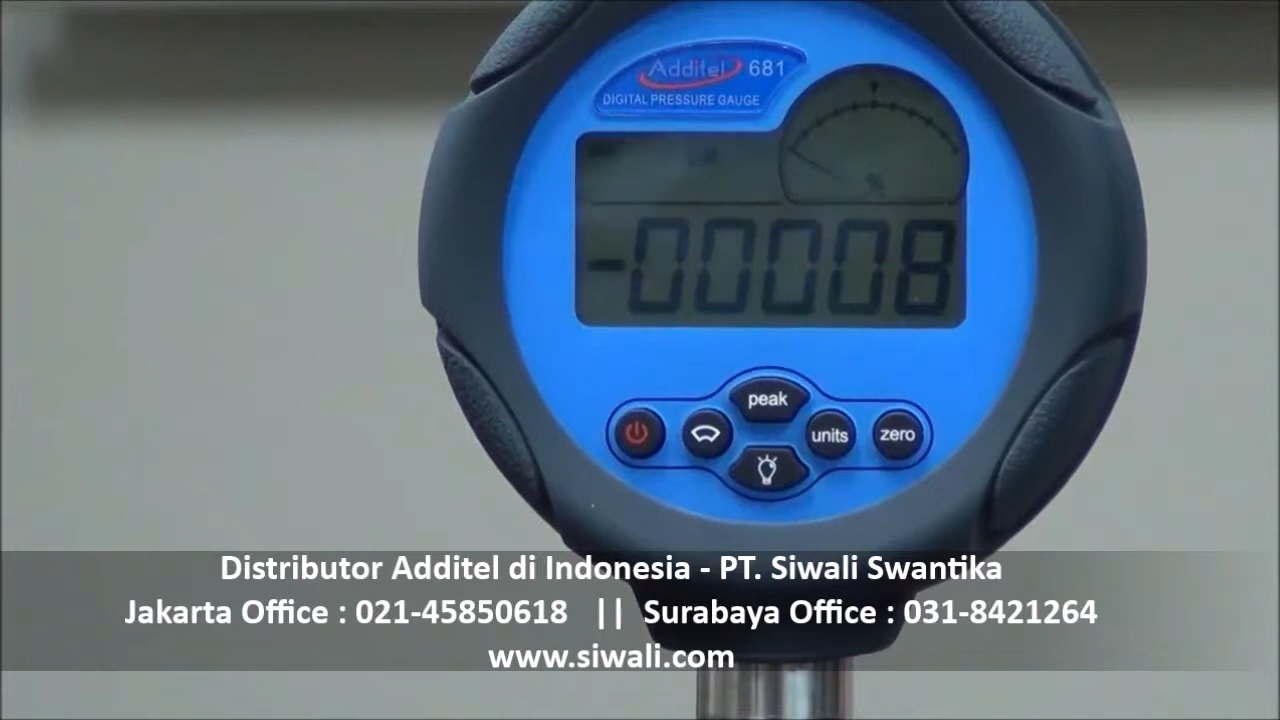 Additel 681
DIGITAL PRESSURE GAUGE
%
-00008
peak
units
zero
Distributor Additel di Indonesia - PT. Siwali Swantika
Jakarta Office : 021-45850618 || Surabaya Office : 031-8421264
www.siwali.com